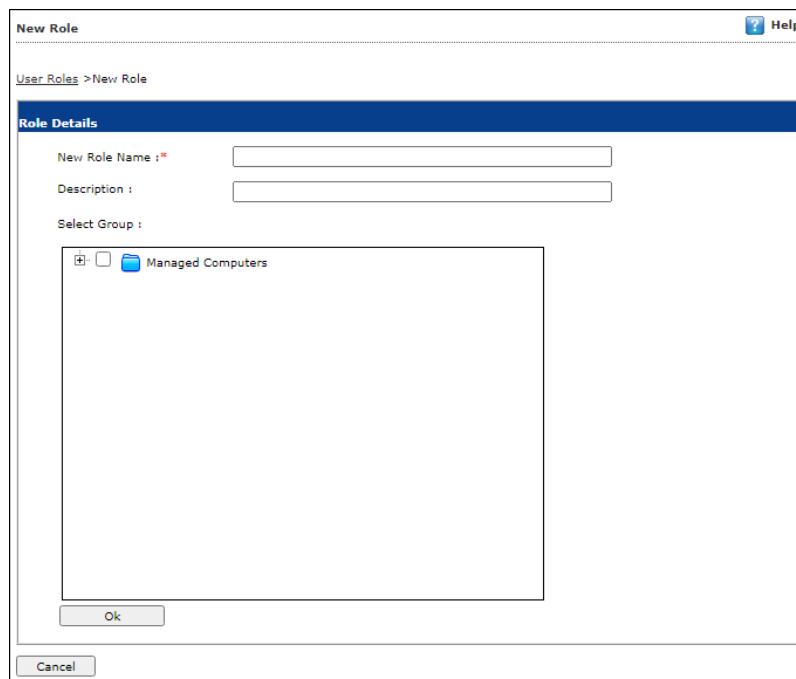 New Role
Help
User Roles >New Role
Role Details
New Role Name :*
Description :
Select Group :
Managed Computers
Ok
Cancel